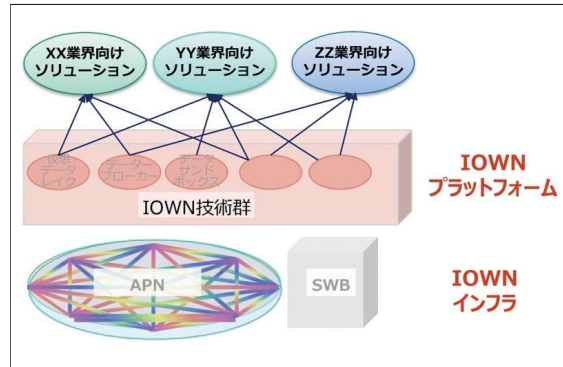 XX業界向け
ソリューション
YY業界向け
ソリューション
ZZ業界向け
ソリューション
仮想
データ
レイク
データー
ブローカー
データ
サンド
ボックス
IOWN技術群
IOWN
プラットフォーム
APN
SWB
IOWN
インフラ